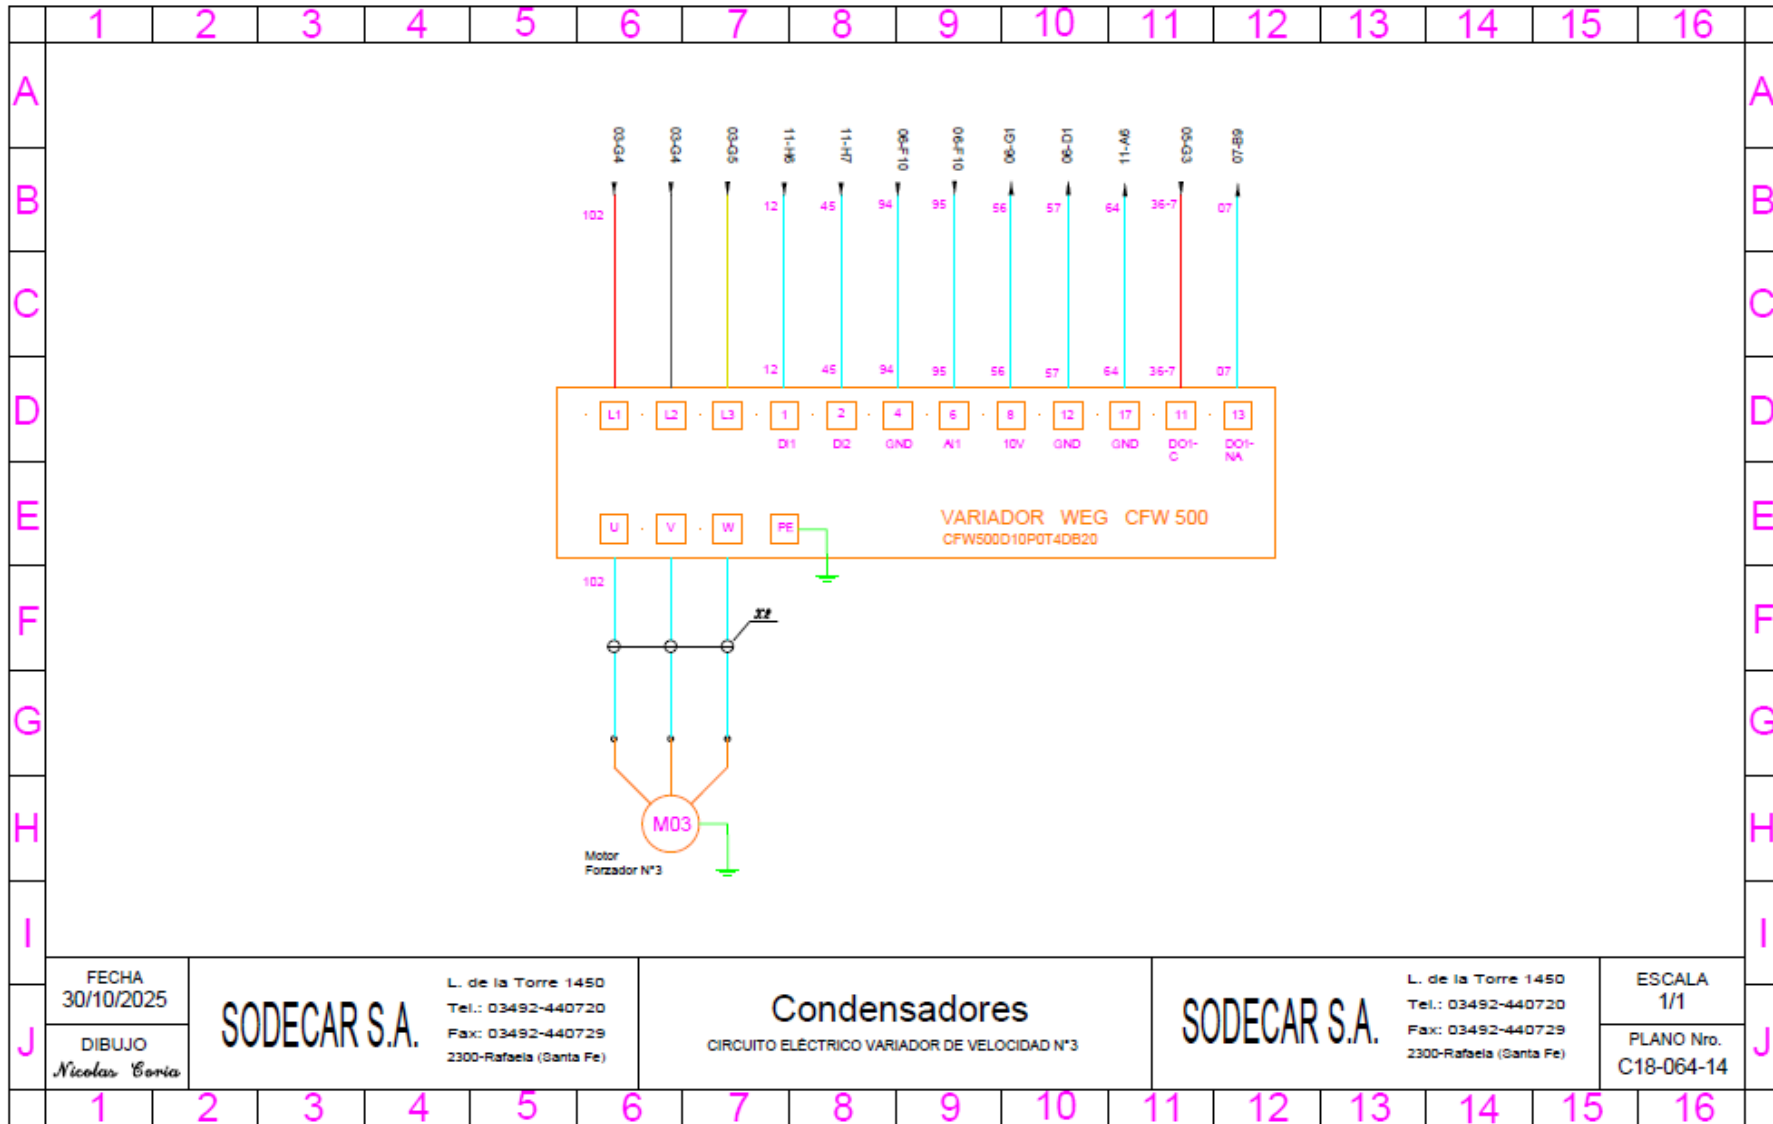 1 2 3 4 5 6 7 8 9 10 11 12 13 14 15 16
A A
03-G4 03-G4 03-G5 11-H6 11-H7 06-F10 06-F10 06-G1 06-D1 11-A9 05-G3 07-B9
B B
102 12 45 94 95 56 57 64 36-7 07
C C
12 45 94 95 56 57 64 36-7 07
D D
L1 L2 L3 1 2 4 6 8 12 17 11 13
DI1 DI2 GND AI1 10V GND GND DO1-C DO1-NA
E E
U V W PE
VARIADOR WEG CFW 500
CFW500D10P0T4DB20
102
F F
X2
G G
H H
M03
Motor
Forzador N°3
I I
FECHA
30/10/2025
DIBUJO
Nicolas Coria
SODECAR S.A.
L. de la Torre 1450
Tel.: 03492-440720
Fax: 03492-440729
2300-Rafaela (Santa Fe)
Condensadores
CIRCUITO ELÉCTRICO VARIADOR DE VELOCIDAD N°3
SODECAR S.A.
L. de la Torre 1450
Tel.: 03492-440720
Fax: 03492-440729
2300-Rafaela (Santa Fe)
ESCALA
1/1
PLANO Nro.
C18-064-14
J J
1 2 3 4 5 6 7 8 9 10 11 12 13 14 15 16